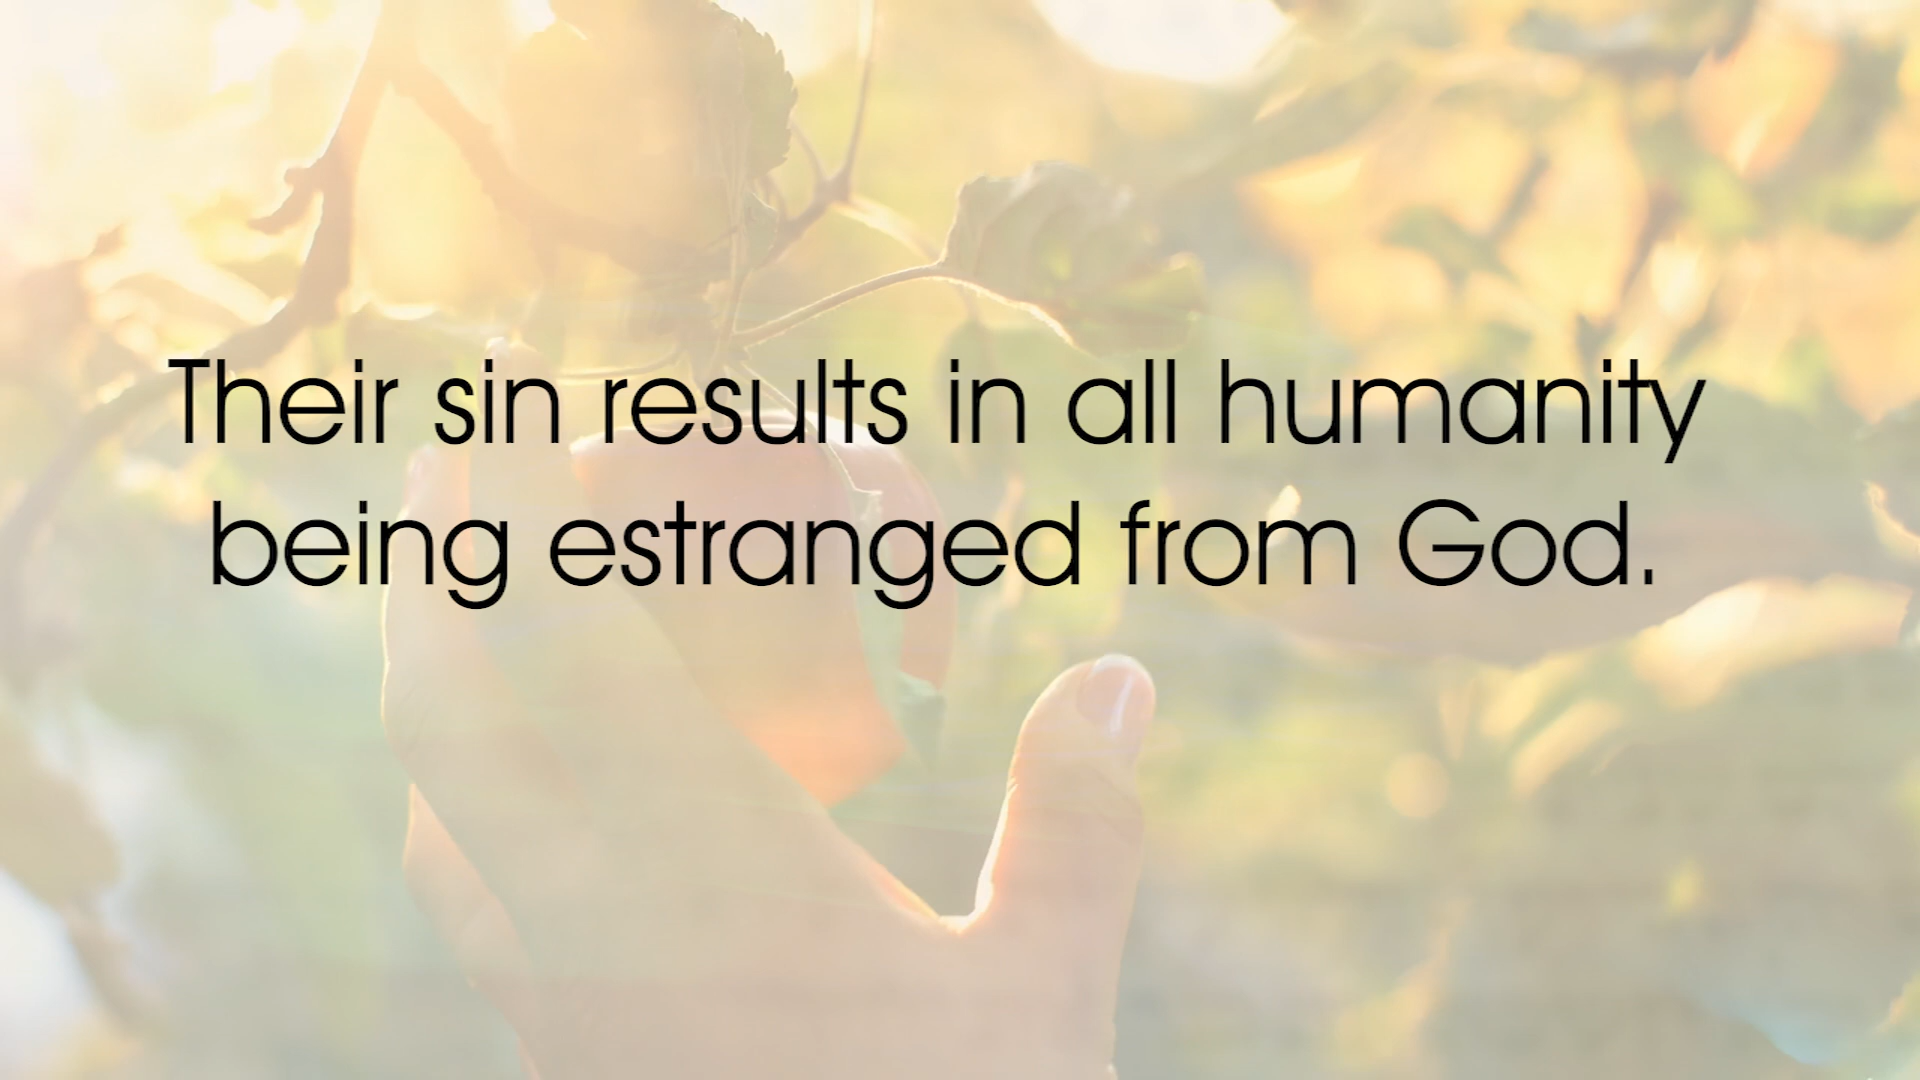 Their sin results in all humanity
being estranged from God.